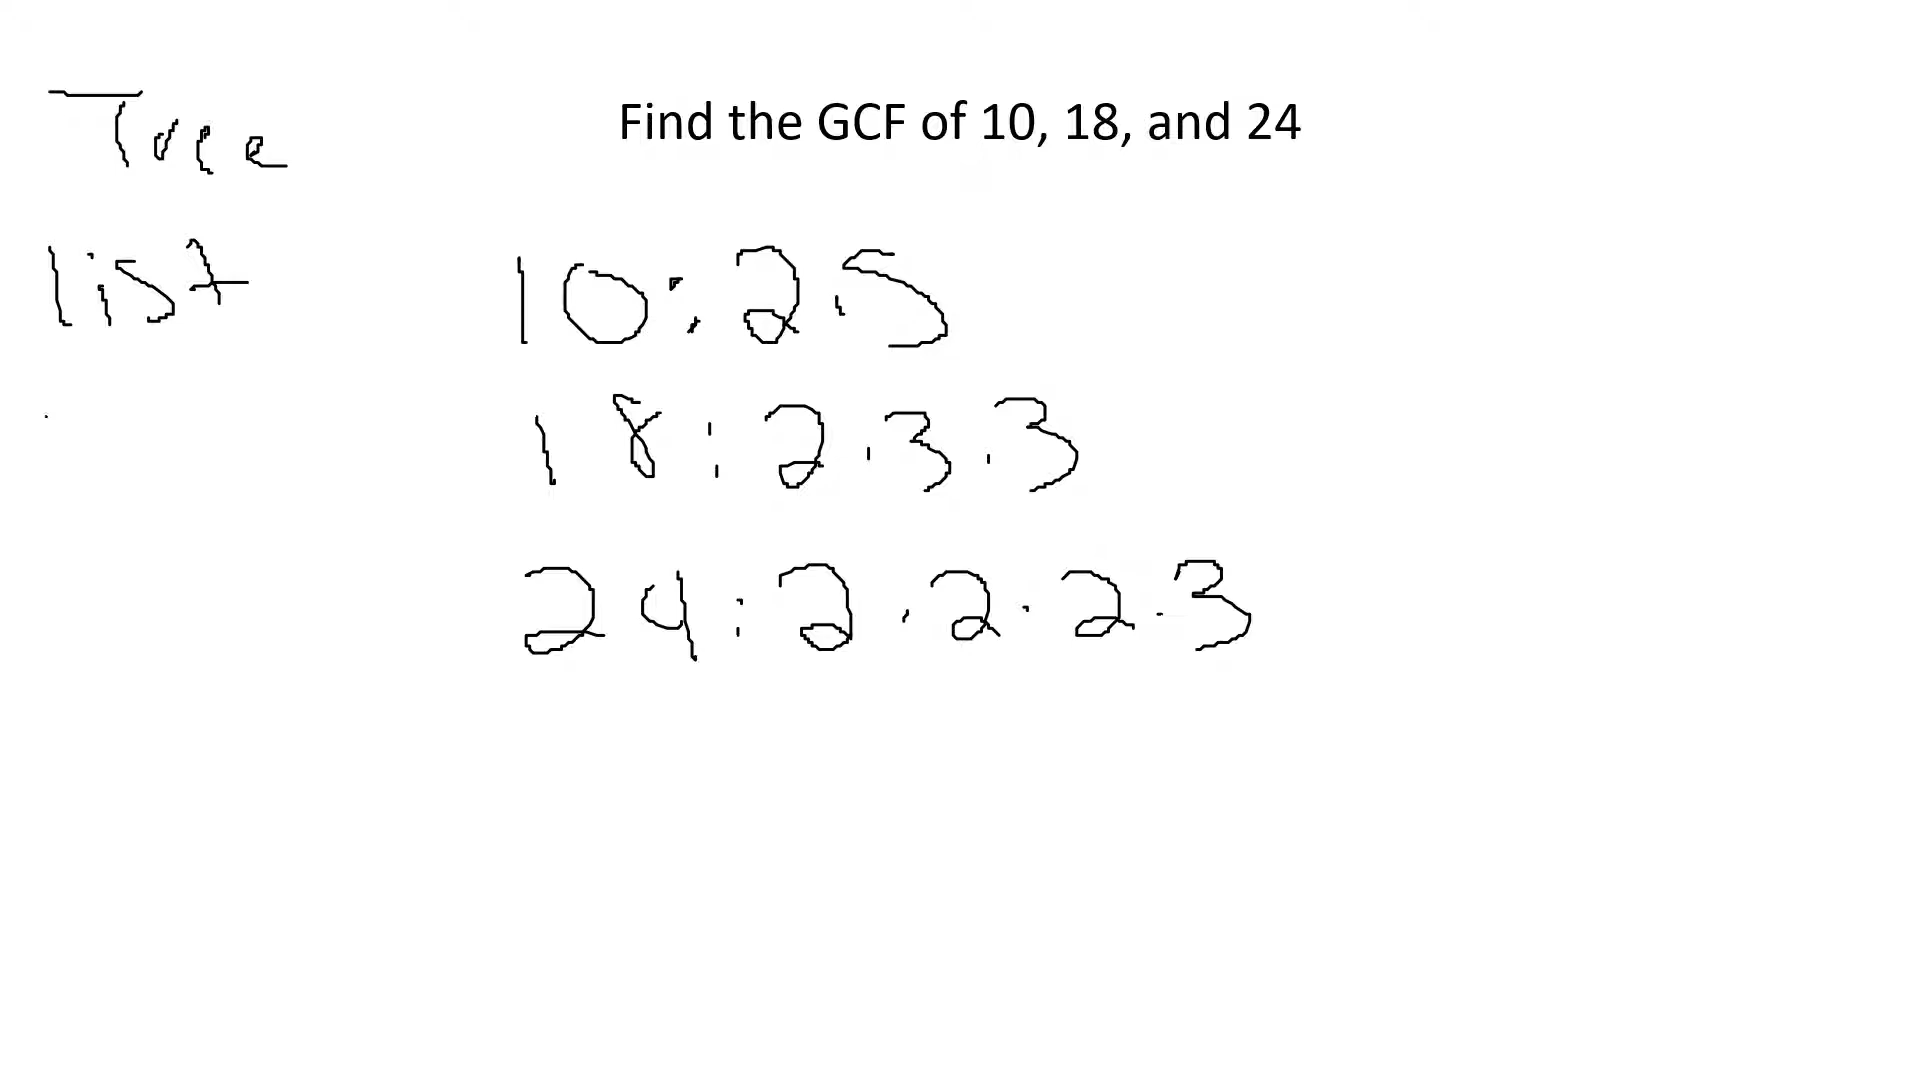 Find the GCF of 10, 18, and 24
Tree
list
10: 2·5
18: 2·3·3
24: 2·2·2·3